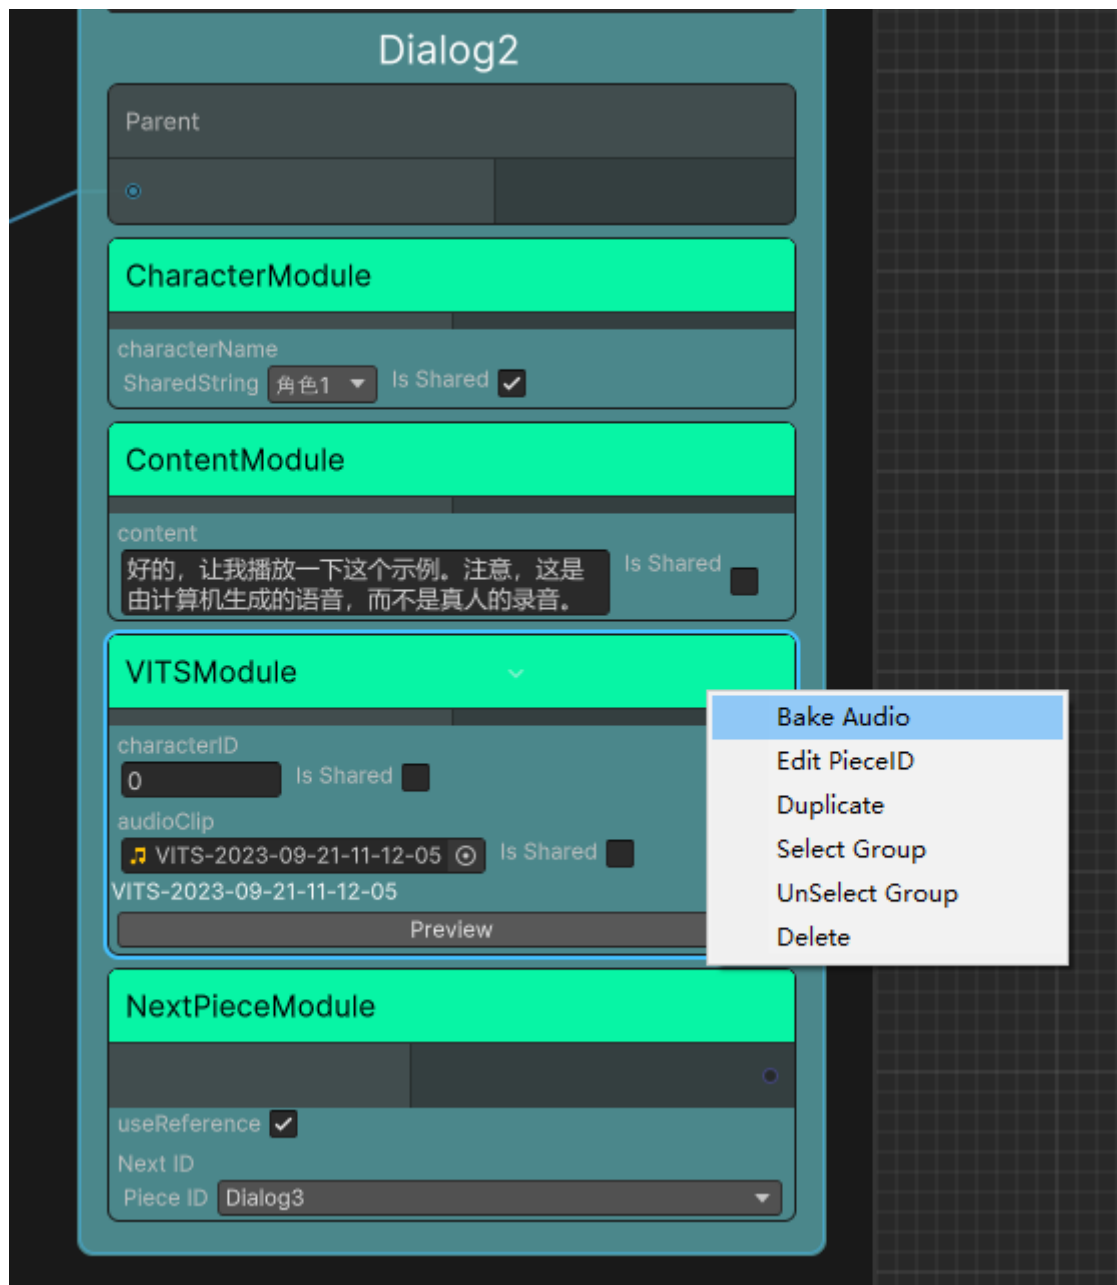 Dialog2
Parent
CharacterModule
characterName
SharedString 角色1 Is Shared
ContentModule
content
好的，让我播放一下这个示例。注意，这是
由计算机生成的语音，而不是真人的录音。
Is Shared
VITSModule
characterID
0 Is Shared
audioClip
VITS-2023-09-21-11-12-05 Is Shared
VITS-2023-09-21-11-12-05
Preview
Bake Audio
Edit PieceID
Duplicate
Select Group
UnSelect Group
Delete
NextPieceModule
useReference
Next ID
Piece ID Dialog3